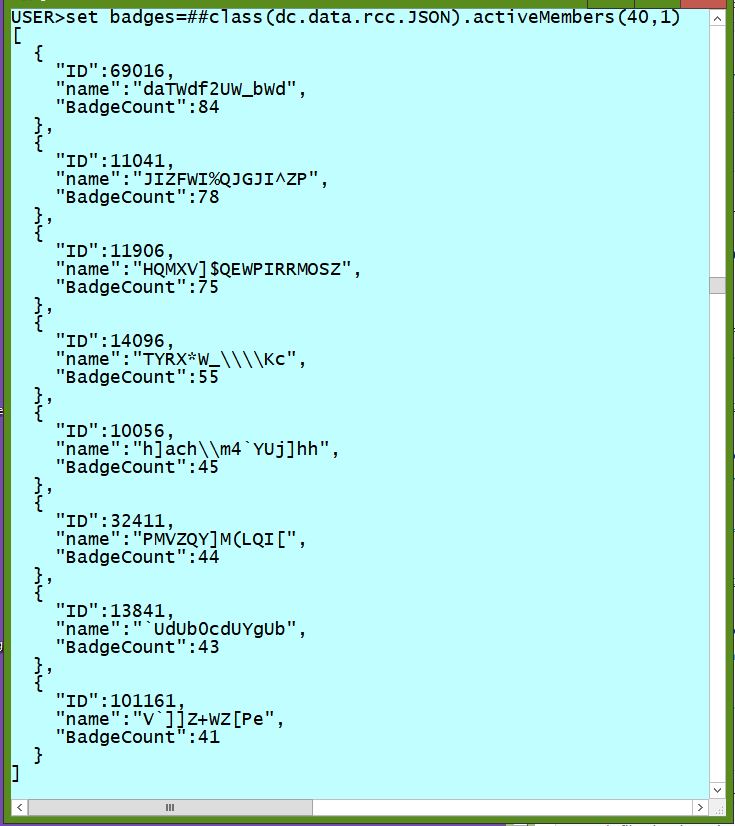 USER>set badges=##class(dc.data.rcc.JSON).activeMembers(40,1)
[
  {
    "ID":69016,
    "name":"daTWdf2UW_bWd",
    "BadgeCount":84
  },
  {
    "ID":11041,
    "name":"JIZFWI%QJGJI^ZP",
    "BadgeCount":78
  },
  {
    "ID":11906,
    "name":"HQMXV]$QEWPIRRMOSZ",
    "BadgeCount":75
  },
  {
    "ID":14096,
    "name":"TYRX*W_\\\\Kc",
    "BadgeCount":55
  },
  {
    "ID":10056,
    "name":"h]ach\\m4`YUj]hh",
    "BadgeCount":45
  },
  {
    "ID":32411,
    "name":"PMVZQY]M(LQI[",
    "BadgeCount":44
  },
  {
    "ID":13841,
    "name":"`UdUb0cdUYgUb",
    "BadgeCount":43
  },
  {
    "ID":101161,
    "name":"V`]]Z+WZ[Pe",
    "BadgeCount":41
  }
]